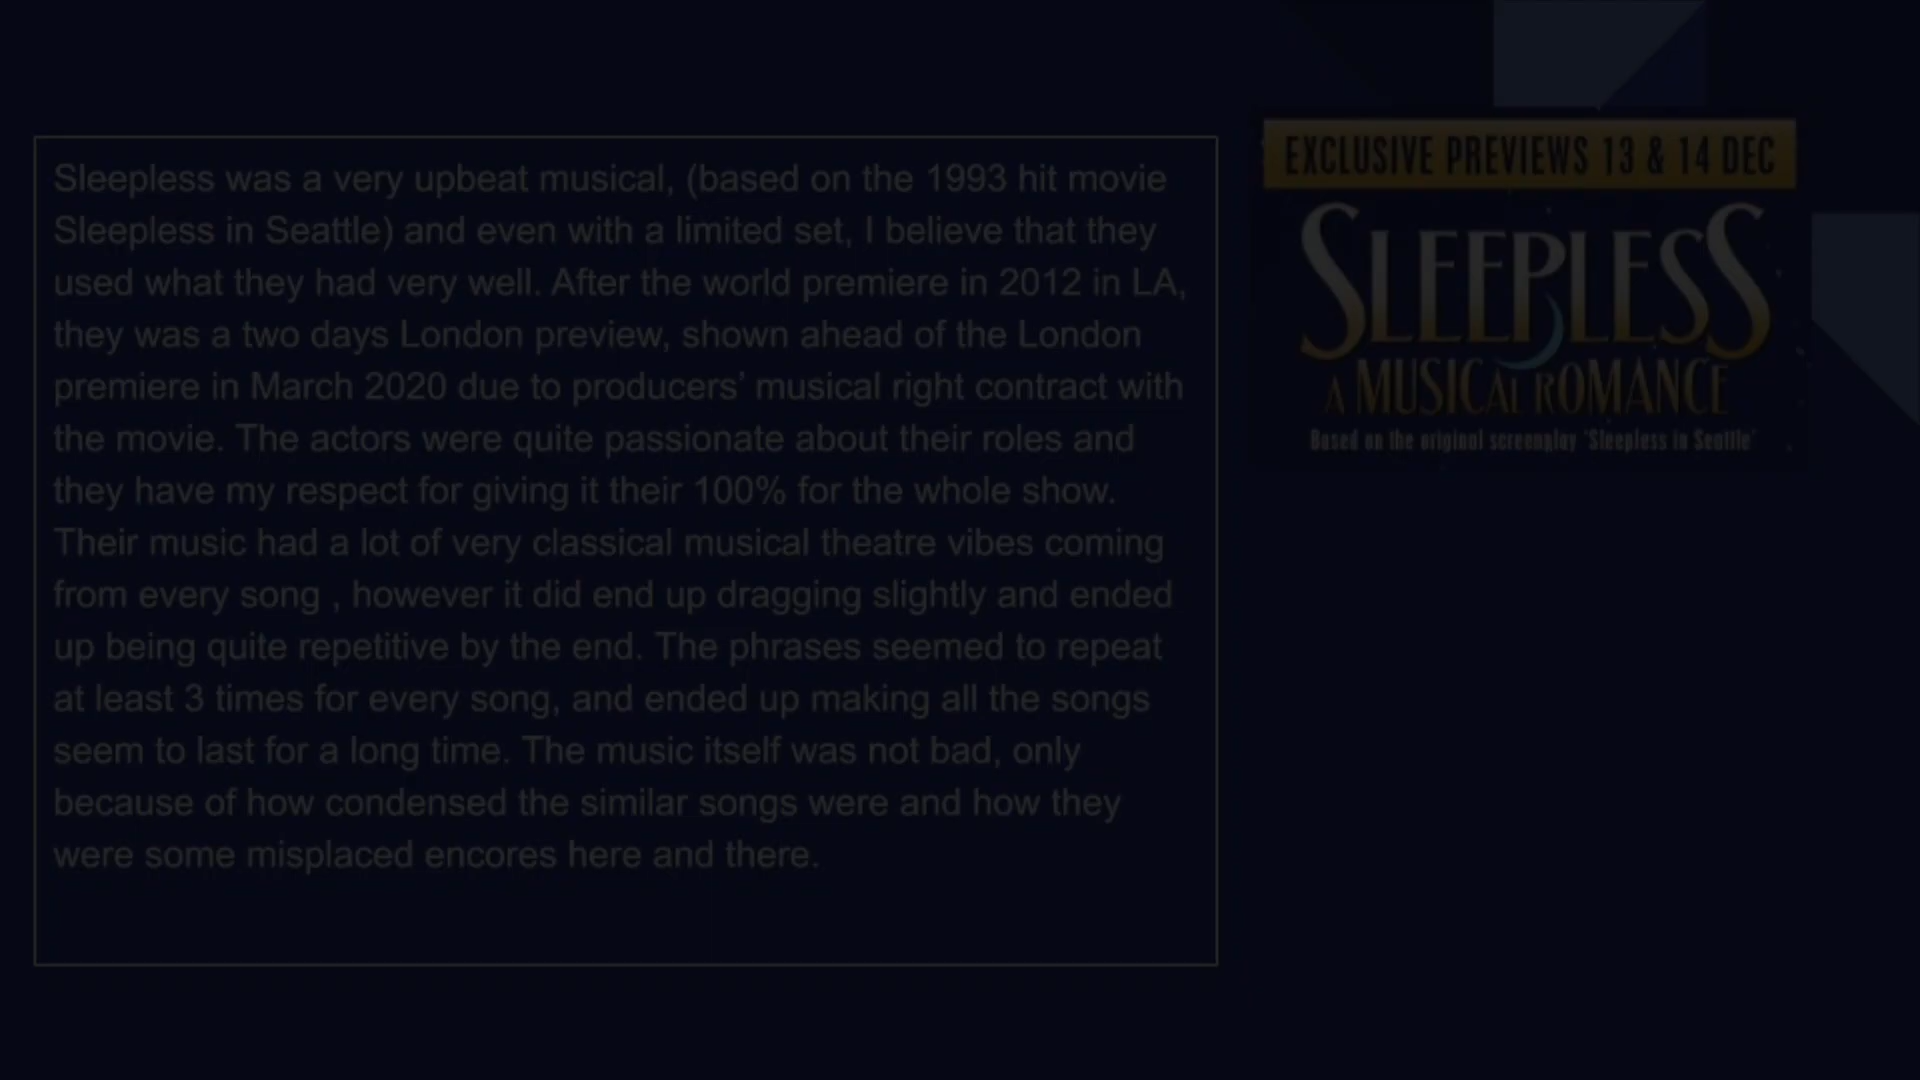 Sleepless was a very upbeat musical, (based on the 1993 hit movie
Sleepless in Seattle) and even with a limited set, I believe that they
used what they had very well. After the world premiere in 2012 in LA,
they was a two days London preview, shown ahead of the London
premiere in March 2020 due to producers’ musical right contract with
the movie. The actors were quite passionate about their roles and
they have my respect for giving it their 100% for the whole show.
Their music had a lot of very classical musical theatre vibes coming
from every song , however it did end up dragging slightly and ended
up being quite repetitive by the end. The phrases seemed to repeat
at least 3 times for every song, and ended up making all the songs
seem to last for a long time. The music itself was not bad, only
because of how condensed the similar songs were and how they
were some misplaced encores here and there.
EXCLUSIVE PREVIEWS 13 & 14 DEC
SLEEPLESS
A MUSICAL ROMANCE
Based on the original screenplay 'Sleepless in Seattle'